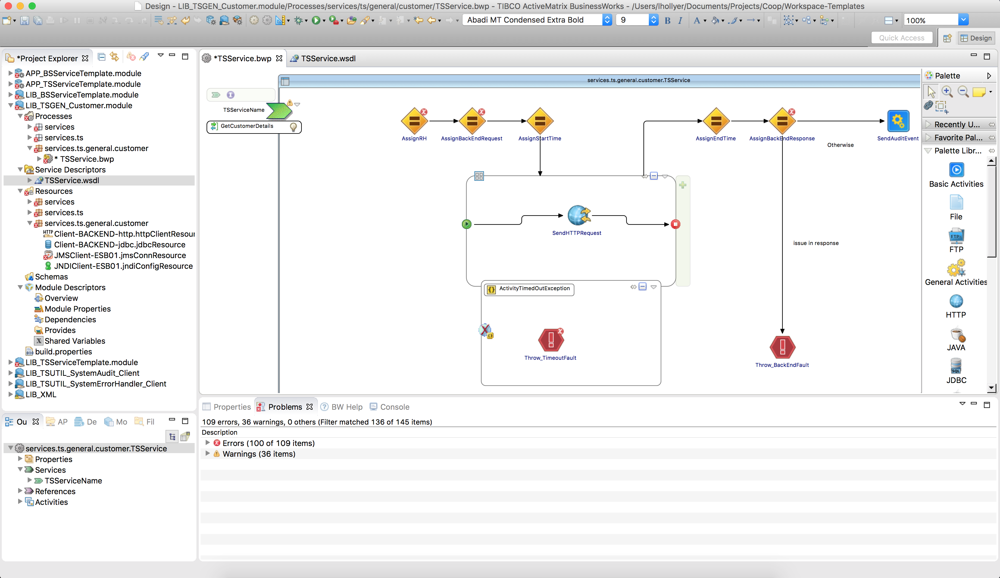 Design - LIB_TSGEN_Customer.module/Processes/services/ts/general/customer/TSService.bwp - TIBCO ActiveMatrix BusinessWorks - /Users/lhollyer/Documents/Projects/Coop/Workspace-Templates
Abadi MT Condensed Extra Bold
9
B
I
A
100%
Quick Access
Design
*Project Explorer
APP_BSServiceTemplate.module
APP_TSServiceTemplate.module
LIB_BSServiceTemplate.module
LIB_TSGEN_Customer.module
Processes
services
services.ts
services.ts.general.customer
* TSService.bwp
Service Descriptors
TSService.wsdl
Resources
services
services.ts
services.ts.general.customer
HTTP Client-BACKEND-http.httpClientResour
Client-BACKEND-jdbc.jdbcResource
JMSClient-ESB01.jmsConnResource
JNDIClient-ESB01.jndiConfigResource
Schemas
Module Descriptors
Overview
Module Properties
Dependencies
Provides
X Shared Variables
010 build.properties
LIB_TSServiceTemplate.module
LIB_TSUTIL_SystemAudit_Client
LIB_TSUTIL_SystemErrorHandler_Client
LIB_XML
*TSService.bwp
TSService.wsdl
services.ts.general.customer.TSService
I
TSServiceName
GetCustomerDetails
AssignRH
AssignBackEndRequest
AssignStartTime
AssignEndTime
AssignBackEndResponse
SendAuditEvent
Otherwise
SendHTTPRequest
issue in response
{} ActivityTimedOutException
{}
Throw_TimeoutFault
Throw_BackEndFault
Palette
Recently U...
Favorite Pal...
Palette Libr...
Basic Activities
File
FTP
FTP
General Activities
HTTP
JAVA
SQL
JDBC
Ou
AP
De
Mo
Fil
services.ts.general.customer.TSService
Properties
Services
TSServiceName
References
Activities
Properties
Problems
? BW Help
Console
109 errors, 36 warnings, 0 others (Filter matched 136 of 145 items)
Description
Errors (100 of 109 items)
Warnings (36 items)